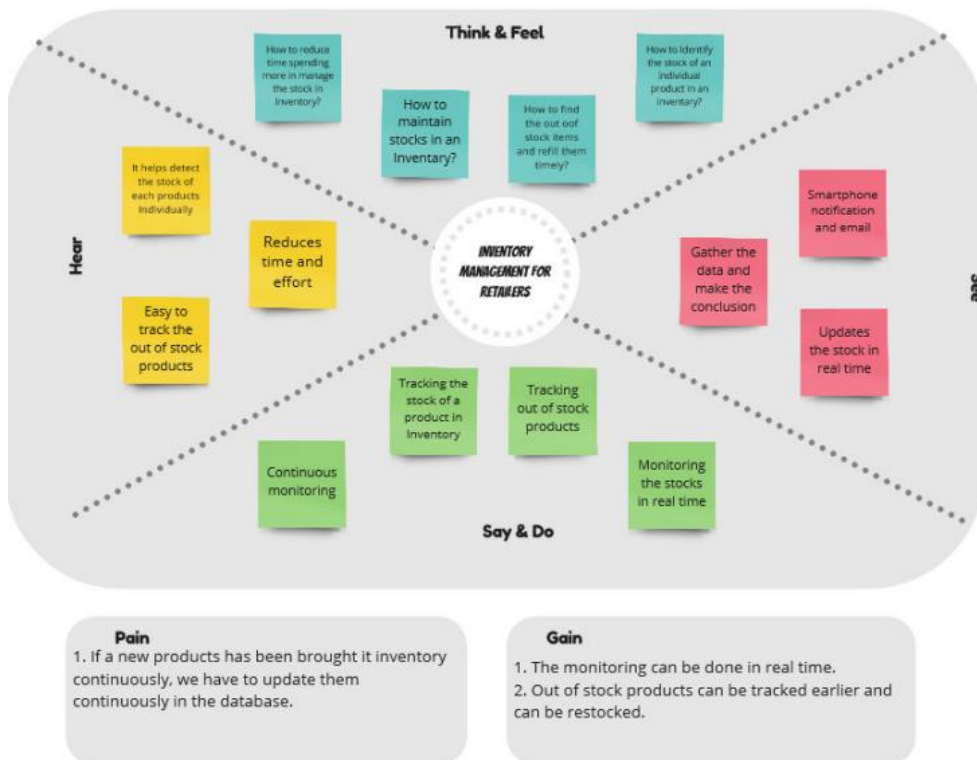 Think & Feel
How to reduce
time spending
more in manage
the stock in
Inventory?
How to
maintain
stocks in an
Inventary?
How to find
the out oof
stock items
and refill them
timely?
How to Identify
the stock of an
individual
product in an
inventory?
Hear
It helps detect
the stock of
each products
Individually
Reduces
time and
effort
Easy to
track the
out of stock
products
INVENTORY
MANAGEMENT FOR
RETAILERS
See
Smartphone
notification
and email
Gather the
data and
make the
conclusion
Updates
the stock in
real time
Tracking the
stock of a
product in
Inventory
Tracking
out of stock
products
Continuous
monitoring
Monitoring
the stocks
in real time
Say & Do
Pain
1. If a new products has been brought it inventory
continuously, we have to update them
continuously in the database.
Gain
1. The monitoring can be done in real time.
2. Out of stock products can be tracked earlier and
can be restocked.